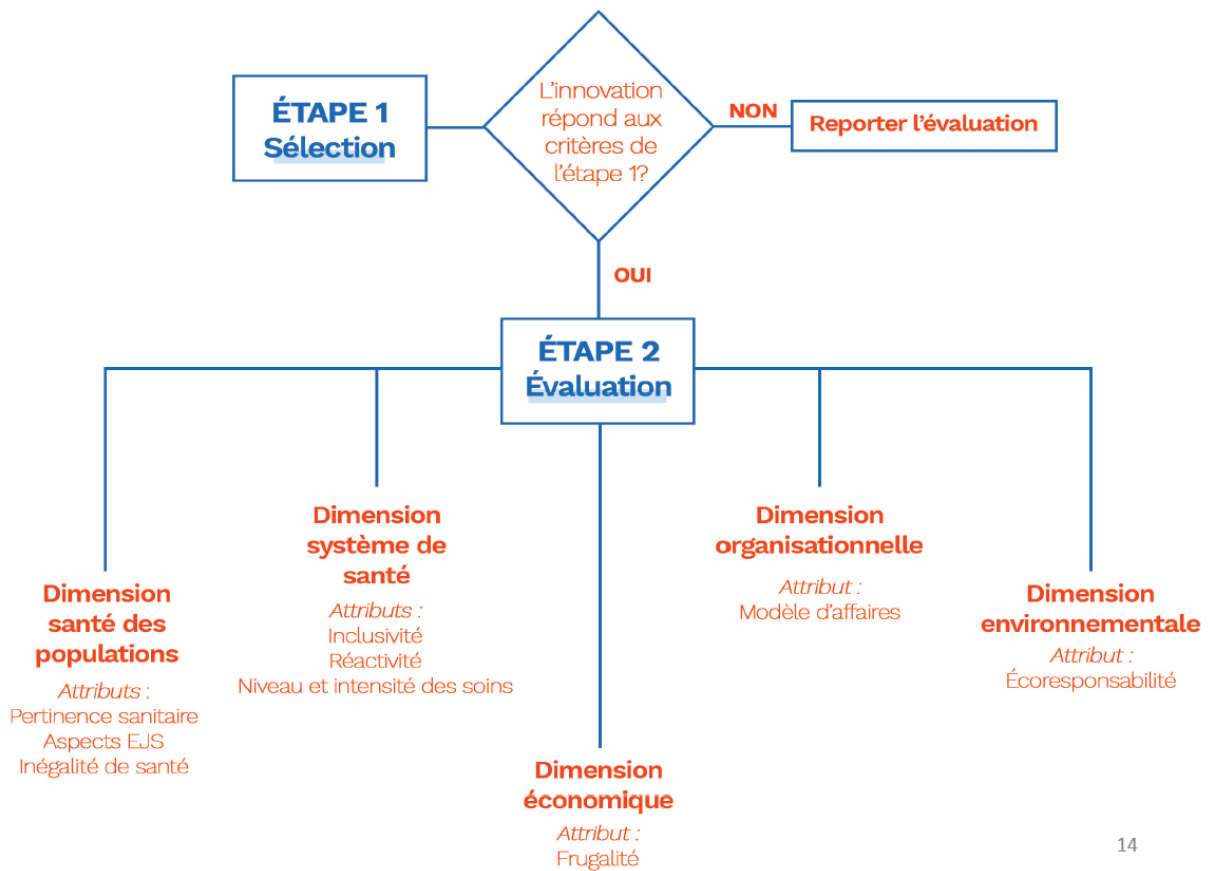 ÉTAPE 1
Sélection
L’innovation
répond aux
critères de
l’étape 1?
NON
Reporter l’évaluation
OUI
ÉTAPE 2
Évaluation
Dimension
santé des
populations
Attributs :
Pertinence sanitaire
Aspects EJS
Inégalité de santé
Dimension
système de
santé
Attributs :
Inclusivité
Réactivité
Niveau et intensité des soins
Dimension
économique
Attribut :
Frugalité
Dimension
organisationnelle
Attribut :
Modèle d’affaires
Dimension
environnementale
Attribut :
Écoresponsabilité
14